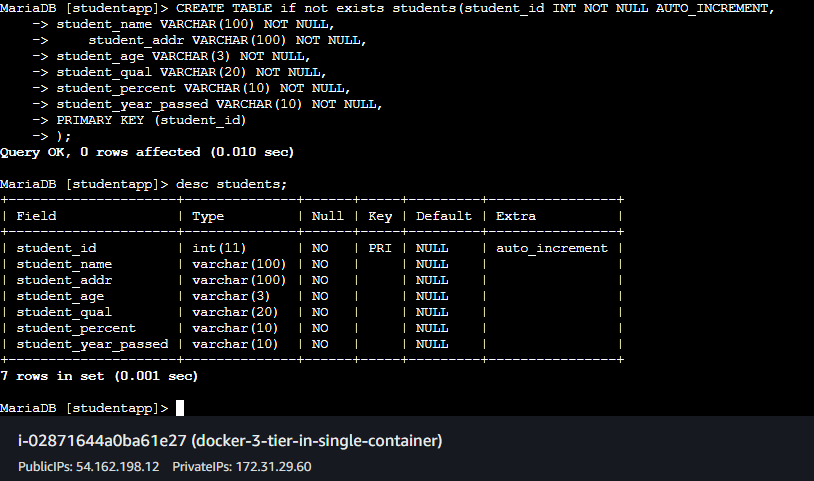 MariaDB [studentapp]> CREATE TABLE if not exists students(student_id INT NOT NULL AUTO_INCREMENT,
    -> student_name VARCHAR(100) NOT NULL,
    ->     student_addr VARCHAR(100) NOT NULL,
    -> student_age VARCHAR(3) NOT NULL,
    -> student_qual VARCHAR(20) NOT NULL,
    -> student_percent VARCHAR(10) NOT NULL,
    -> student_year_passed VARCHAR(10) NOT NULL,
    -> PRIMARY KEY (student_id)
    -> );
Query OK, 0 rows affected (0.010 sec)
MariaDB [studentapp]> desc students;
+---------------------+--------------+------+-----+---------+----------------+
| Field               | Type         | Null | Key | Default | Extra          |
+---------------------+--------------+------+-----+---------+----------------+
| student_id          | int(11)      | NO   | PRI | NULL    | auto_increment |
| student_name        | varchar(100) | NO   |     | NULL    |                |
| student_addr        | varchar(100) | NO   |     | NULL    |                |
| student_age         | varchar(3)   | NO   |     | NULL    |                |
| student_qual        | varchar(20)  | NO   |     | NULL    |                |
| student_percent     | varchar(10)  | NO   |     | NULL    |                |
| student_year_passed | varchar(10)  | NO   |     | NULL    |                |
+---------------------+--------------+------+-----+---------+----------------+
7 rows in set (0.001 sec)
MariaDB [studentapp]>
i-02871644a0ba61e27 (docker-3-tier-in-single-container)
PublicIPs: 54.162.198.12    PrivateIPs: 172.31.29.60